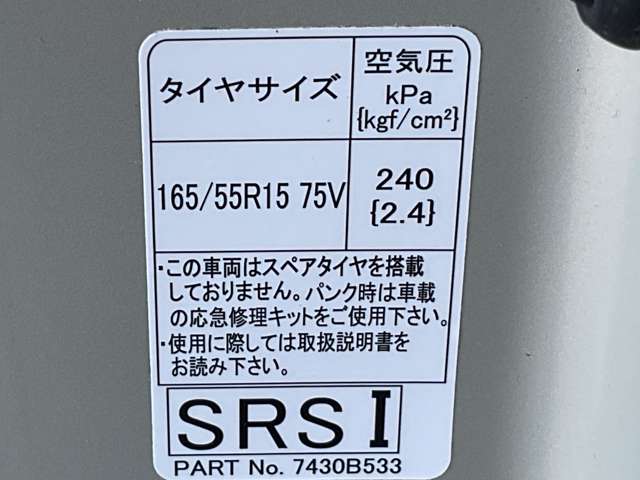 タイヤサイズ
空気圧
kPa
{kgf/cm²}
165/55R15 75V
240
{2.4}
・この車両はスペアタイヤを搭載
しておりません。パンク時は車載
の応急修理キットをご使用下さい。
・使用に際しては取扱説明書を
お読み下さい。
SRS I
PART No. 7430B533